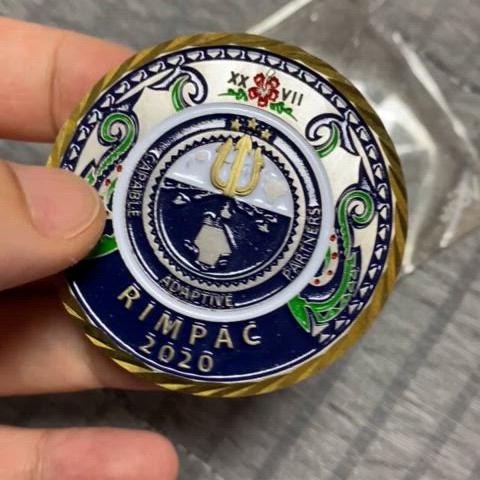 XX VII
CAPABLE
ADAPTIVE
PARTNERS
RIMPAC
2020